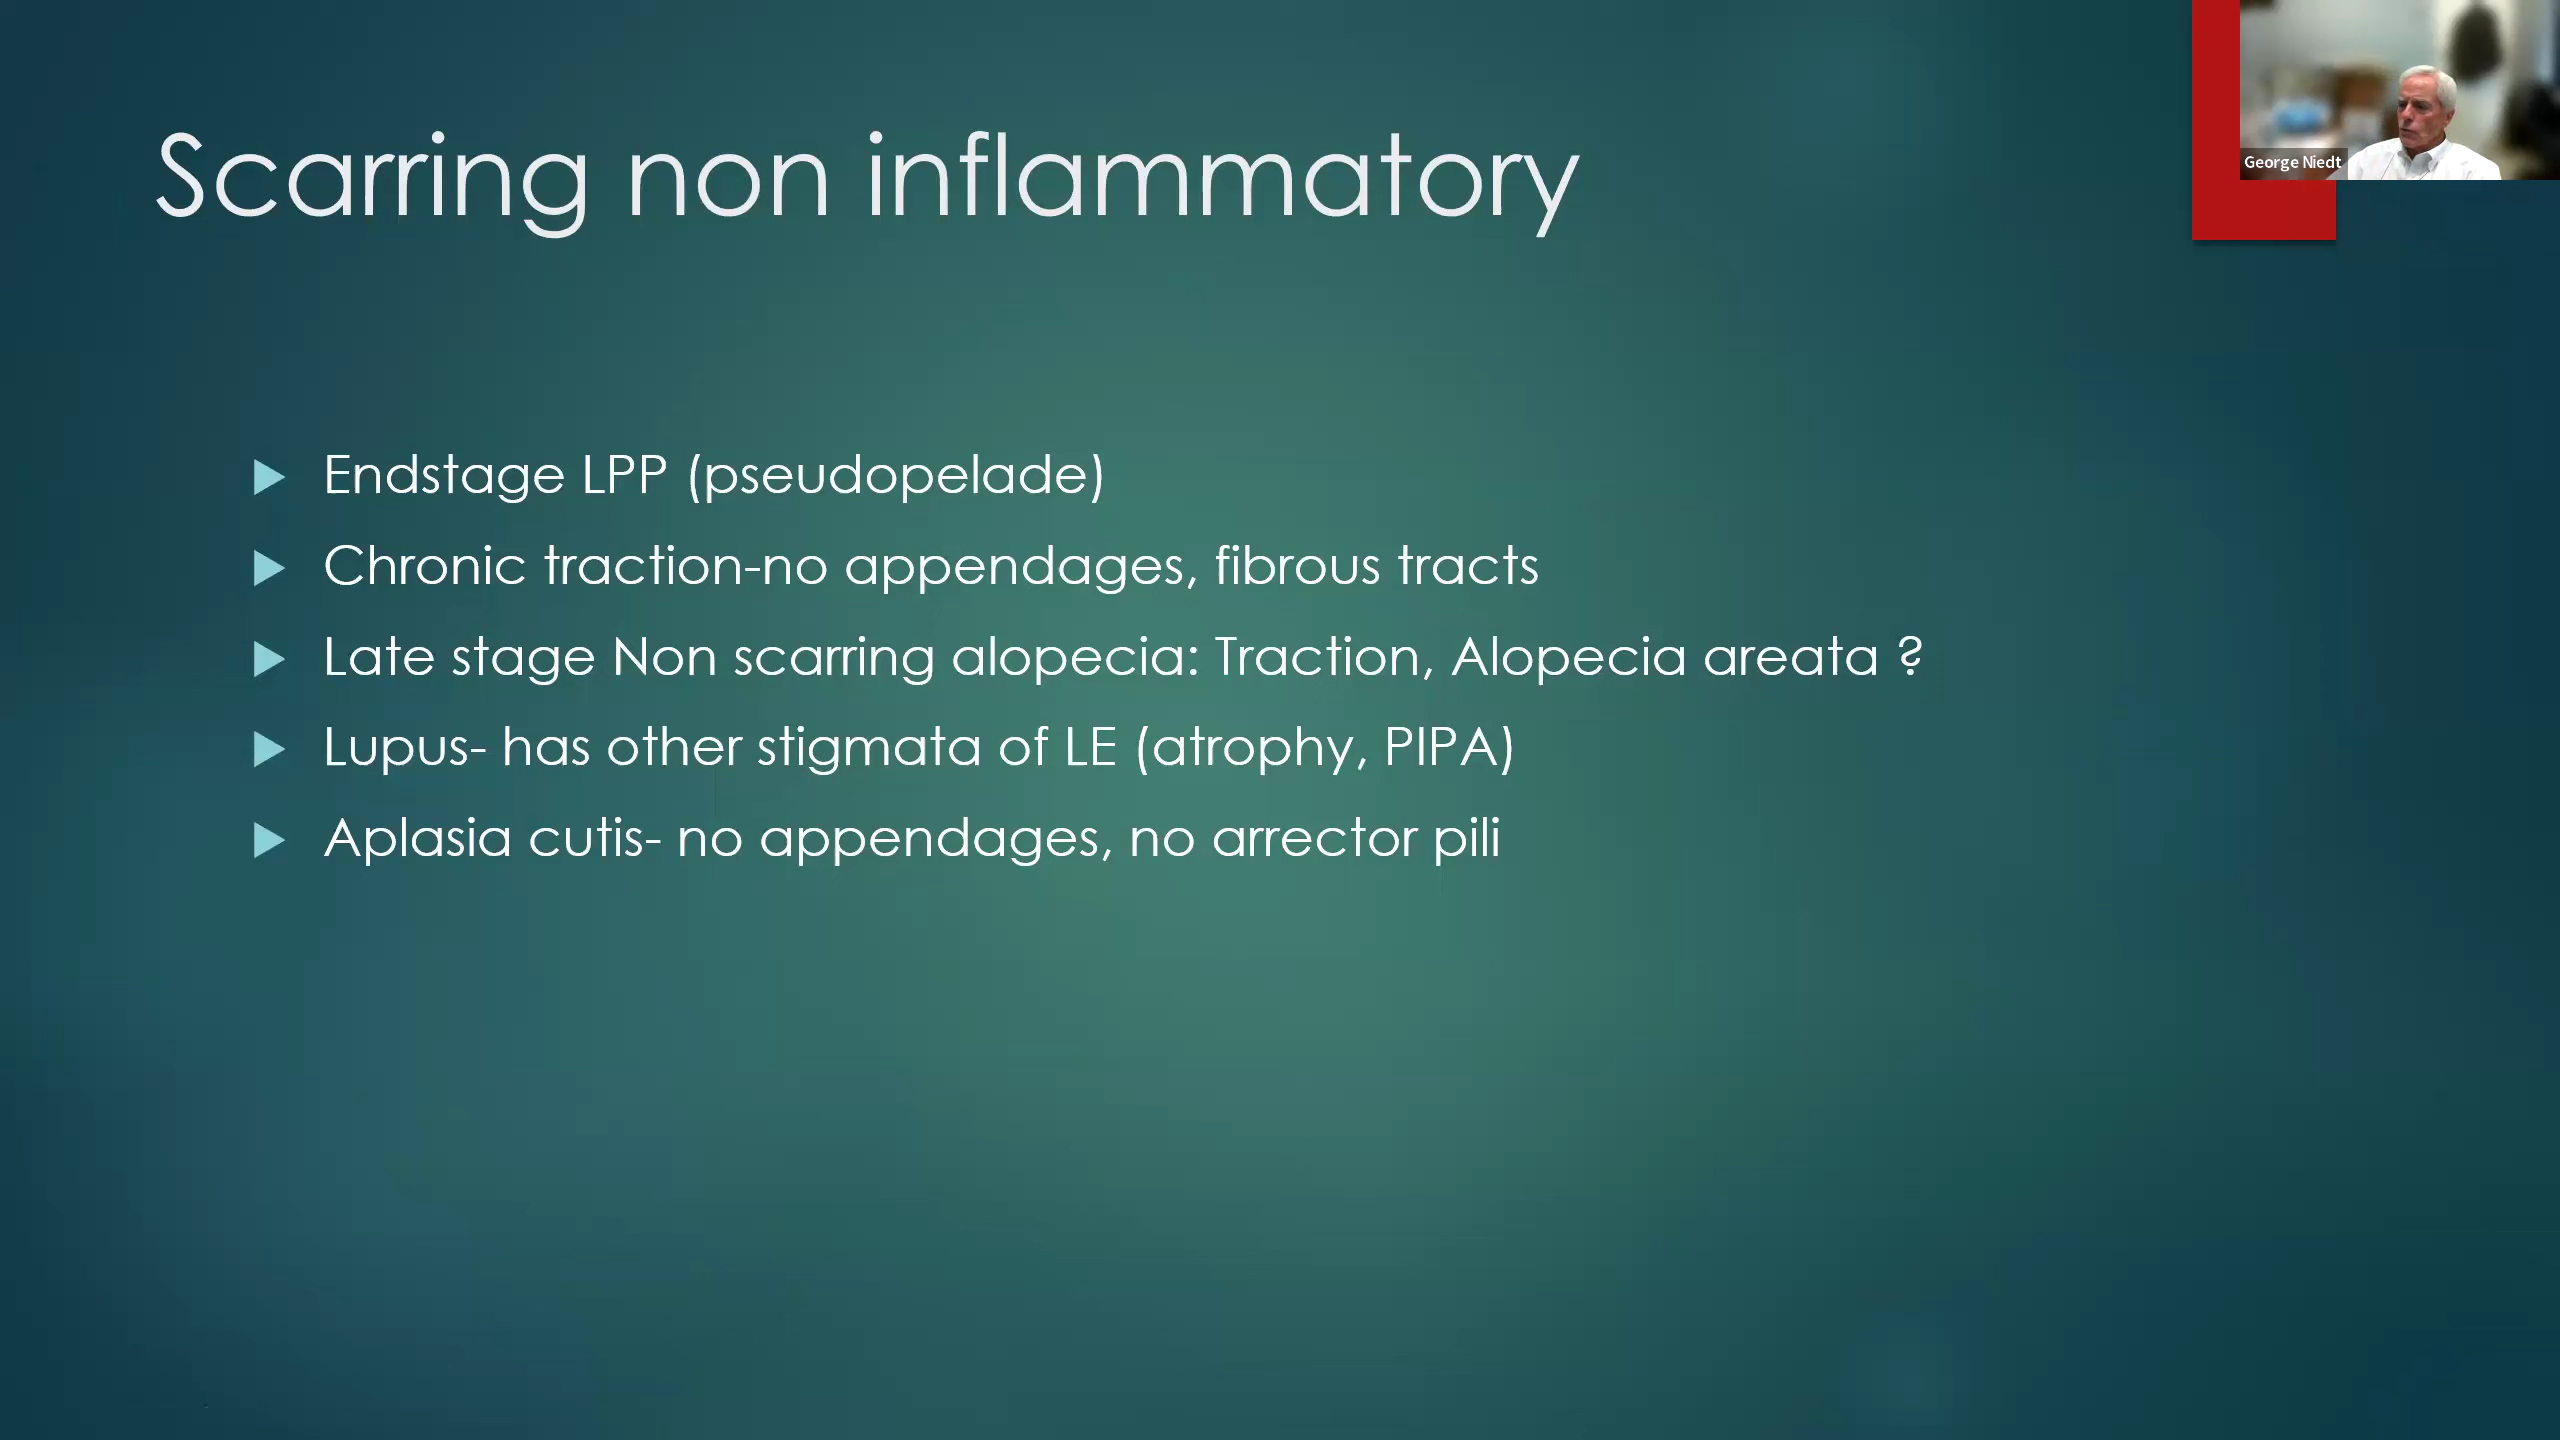 Scarring non inflammatory
George Niedt
Endstage LPP (pseudopelade)
Chronic traction-no appendages, fibrous tracts
Late stage Non scarring alopecia: Traction, Alopecia areata ?
Lupus- has other stigmata of LE (atrophy, PIPA)
Aplasia cutis- no appendages, no arrector pili